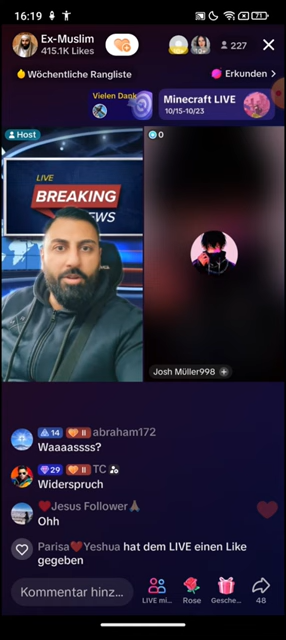 16:19
71
Ex-Muslim
415.1K Likes
227
Wöchentliche Rangliste
Erkunden >
Vielen Dank
Minecraft LIVE
10/15-10/23
Host
0
LIVE
BREAKING
NEWS
Josh Müller998 +
14 II abraham172
Waaaassss?
29 II TC
Widerspruch
Jesus Follower
Ohh
Parisa Yeshua hat dem LIVE einen Like
gegeben
Kommentar hinz...
LIVE mi...
Rose
Gesche...
48